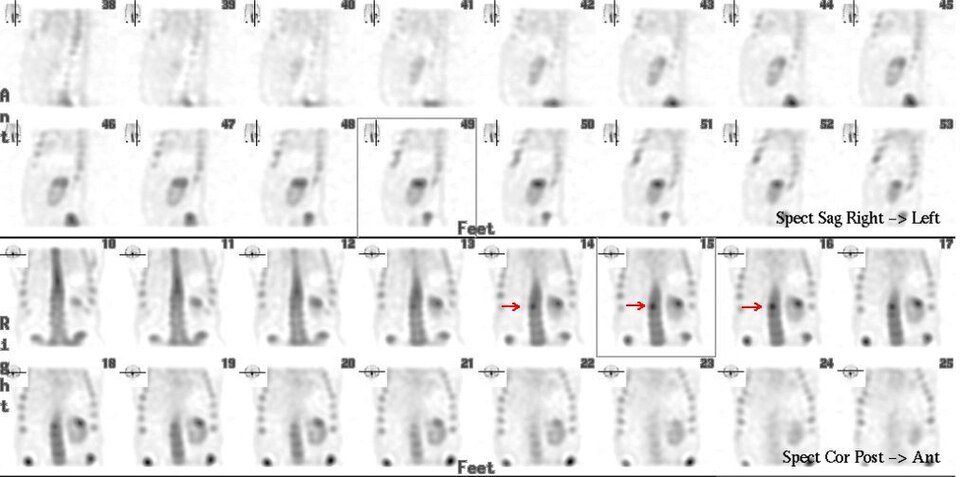 38 39 40 41 42 43 44 45
Ant
46 47 48 49 50 51 52 53
Spect Sag Right -> Left
Feet
10 11 12 13 14 15 16 17
Right
18 19 20 21 22 23 24 25
Spect Cor Post -> Ant
Feet